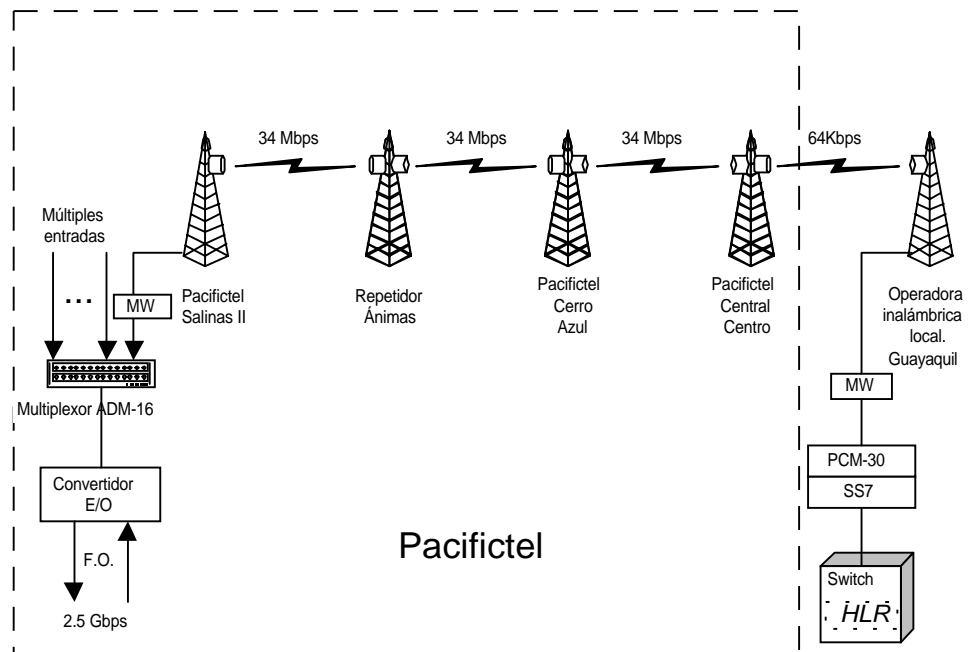 34 Mbps
34 Mbps
34 Mbps
64Kbps
Múltiples
entradas
...
MW
Pacifictel
Salinas II
Repetidor
Ánimas
Pacifictel
Cerro
Azul
Pacifictel
Central
Centro
Operadora
inalámbrica
local.
Guayaquil
MW
Multiplexor ADM-16
PCM-30
SS7
Convertidor
E/O
F.O.
2.5 Gbps
Pacifictel
Switch
HLR